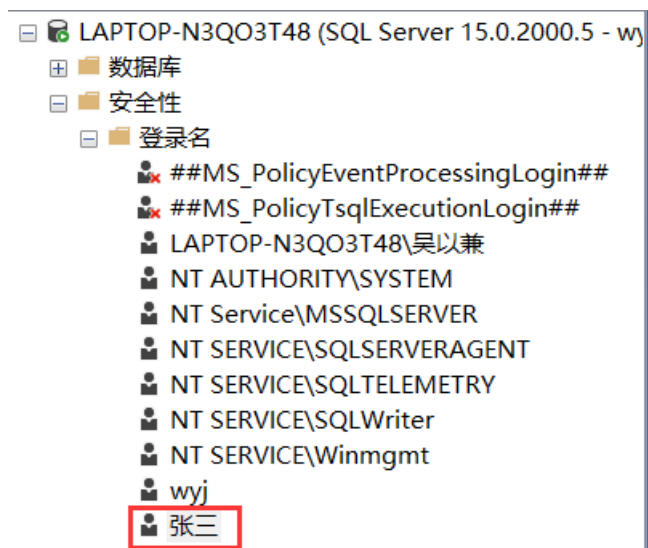 LAPTOP-N3QO3T48 (SQL Server 15.0.2000.5 - wy
数据库
安全性
登录名
##MS_PolicyEventProcessingLogin##
##MS_PolicyTsqlExecutionLogin##
LAPTOP-N3QO3T48\吴以兼
NT AUTHORITY\SYSTEM
NT Service\MSSQLSERVER
NT SERVICE\SQLSERVERAGENT
NT SERVICE\SQLTELEMETRY
NT SERVICE\SQLWriter
NT SERVICE\Winmgmt
wyj
张三